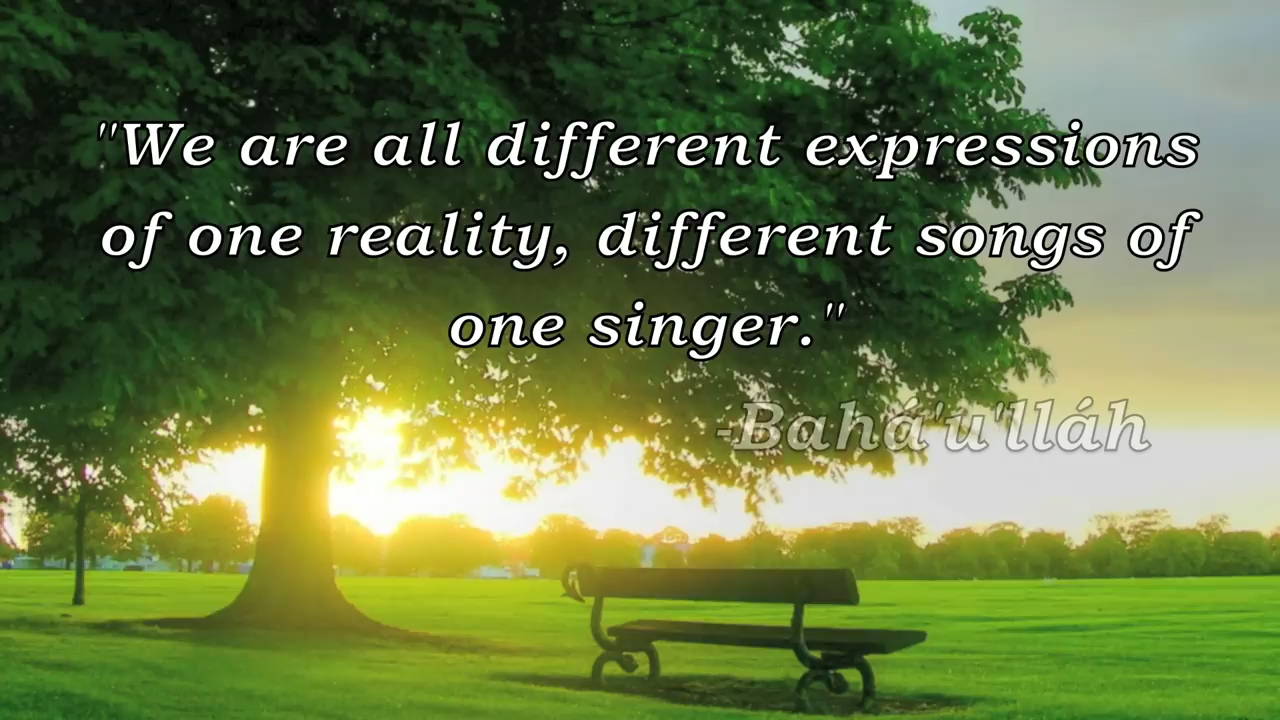 "We are all different expressions
of one reality, different songs of
one singer."
-Bahá'u'lláh